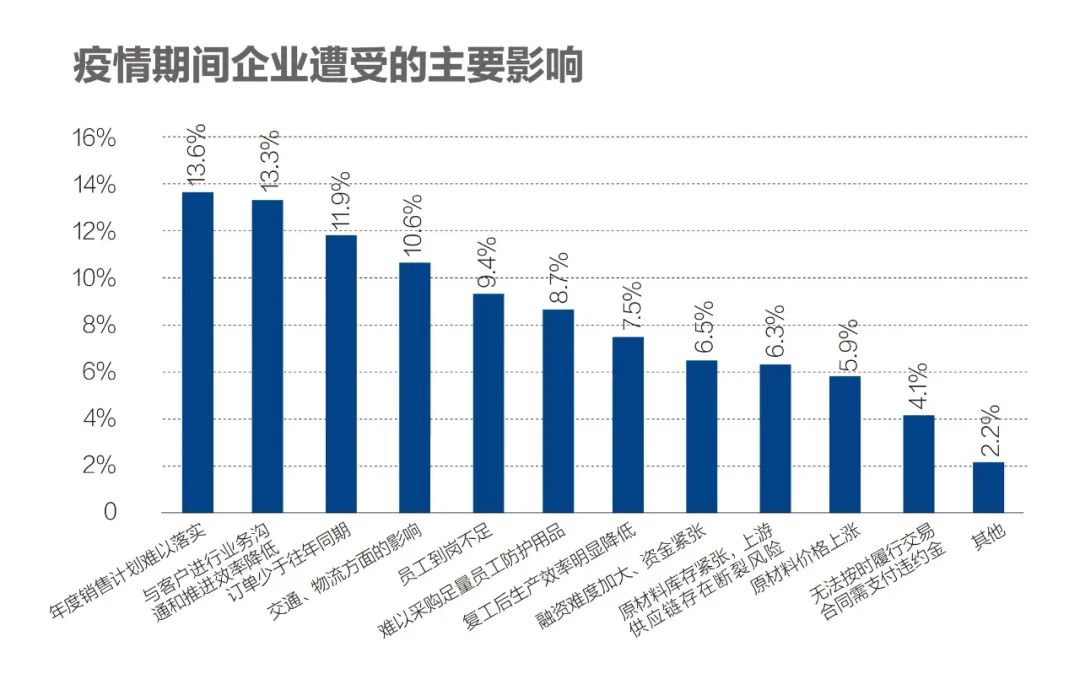 疫情期间企业遭受的主要影响
16%
14%
12%
10%
8%
6%
4%
2%
0
13.6%
13.3%
11.9%
10.6%
9.4%
8.7%
7.5%
6.5%
6.3%
5.9%
4.1%
2.2%
年度销售计划难以落实
与客户进行业务沟
通和推进效率降低
订单少于往年同期
交通、物流方面的影响
员工到岗不足
难以采购足量员工防护用品
复工后生产效率明显降低
融资难度加大、资金紧张
原材料库存紧张，上游
供应链存在断裂风险
原材料价格上涨
无法按时履行交易
合同需支付违约金
其他